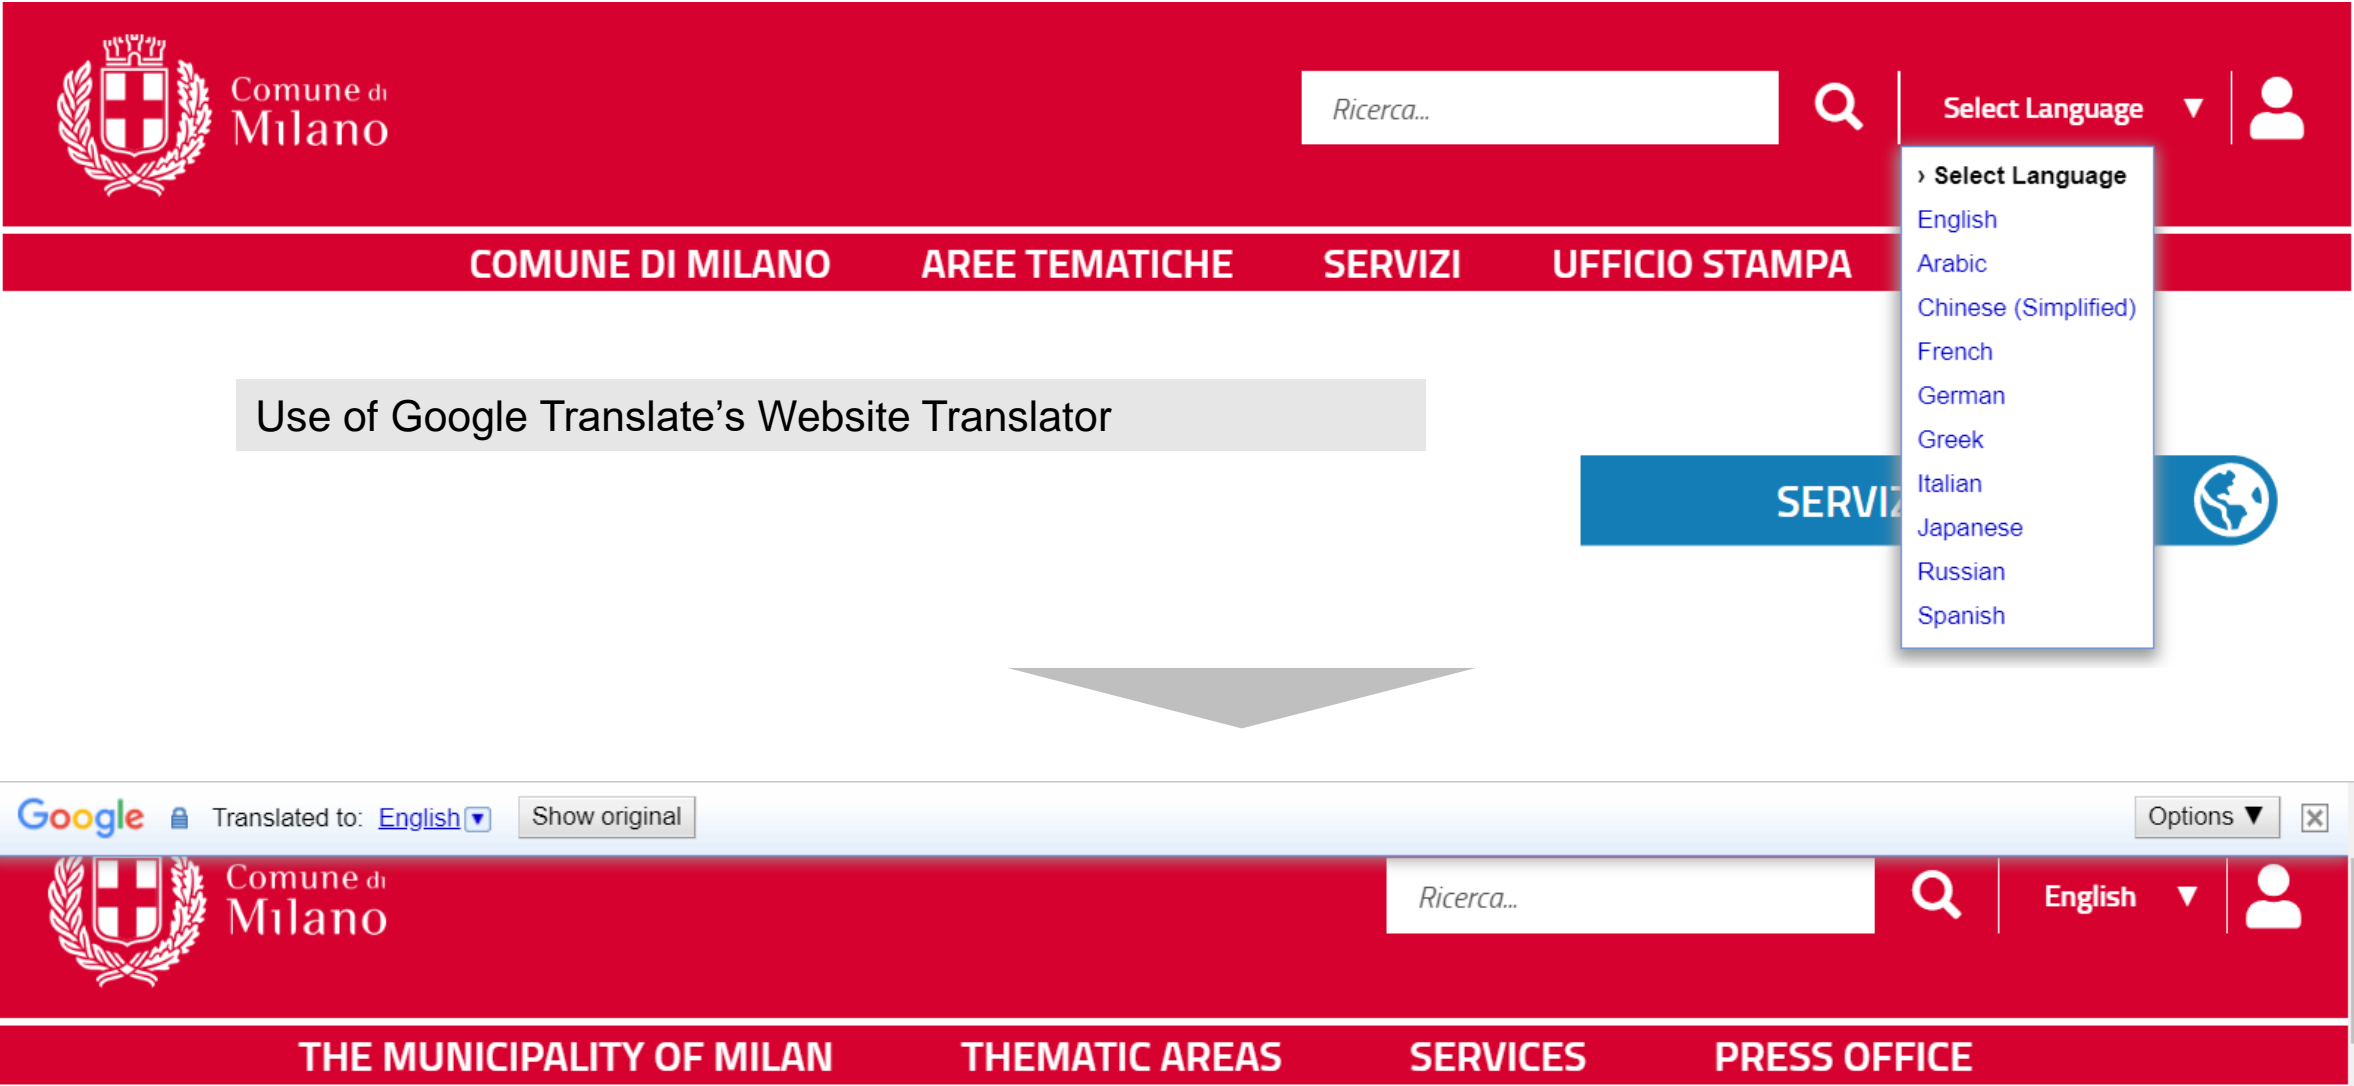 Comune di
Milano
Ricerca...
Select Language ▼
› Select Language
English
Arabic
Chinese (Simplified)
French
German
Greek
Italian
Japanese
Russian
Spanish
COMUNE DI MILANO AREE TEMATICHE SERVIZI UFFICIO STAMPA
Use of Google Translate’s Website Translator
Google Translated to: English ▼ Show original Options ▼
Comune di
Milano
Ricerca...
English ▼
THE MUNICIPALITY OF MILAN THEMATIC AREAS SERVICES PRESS OFFICE